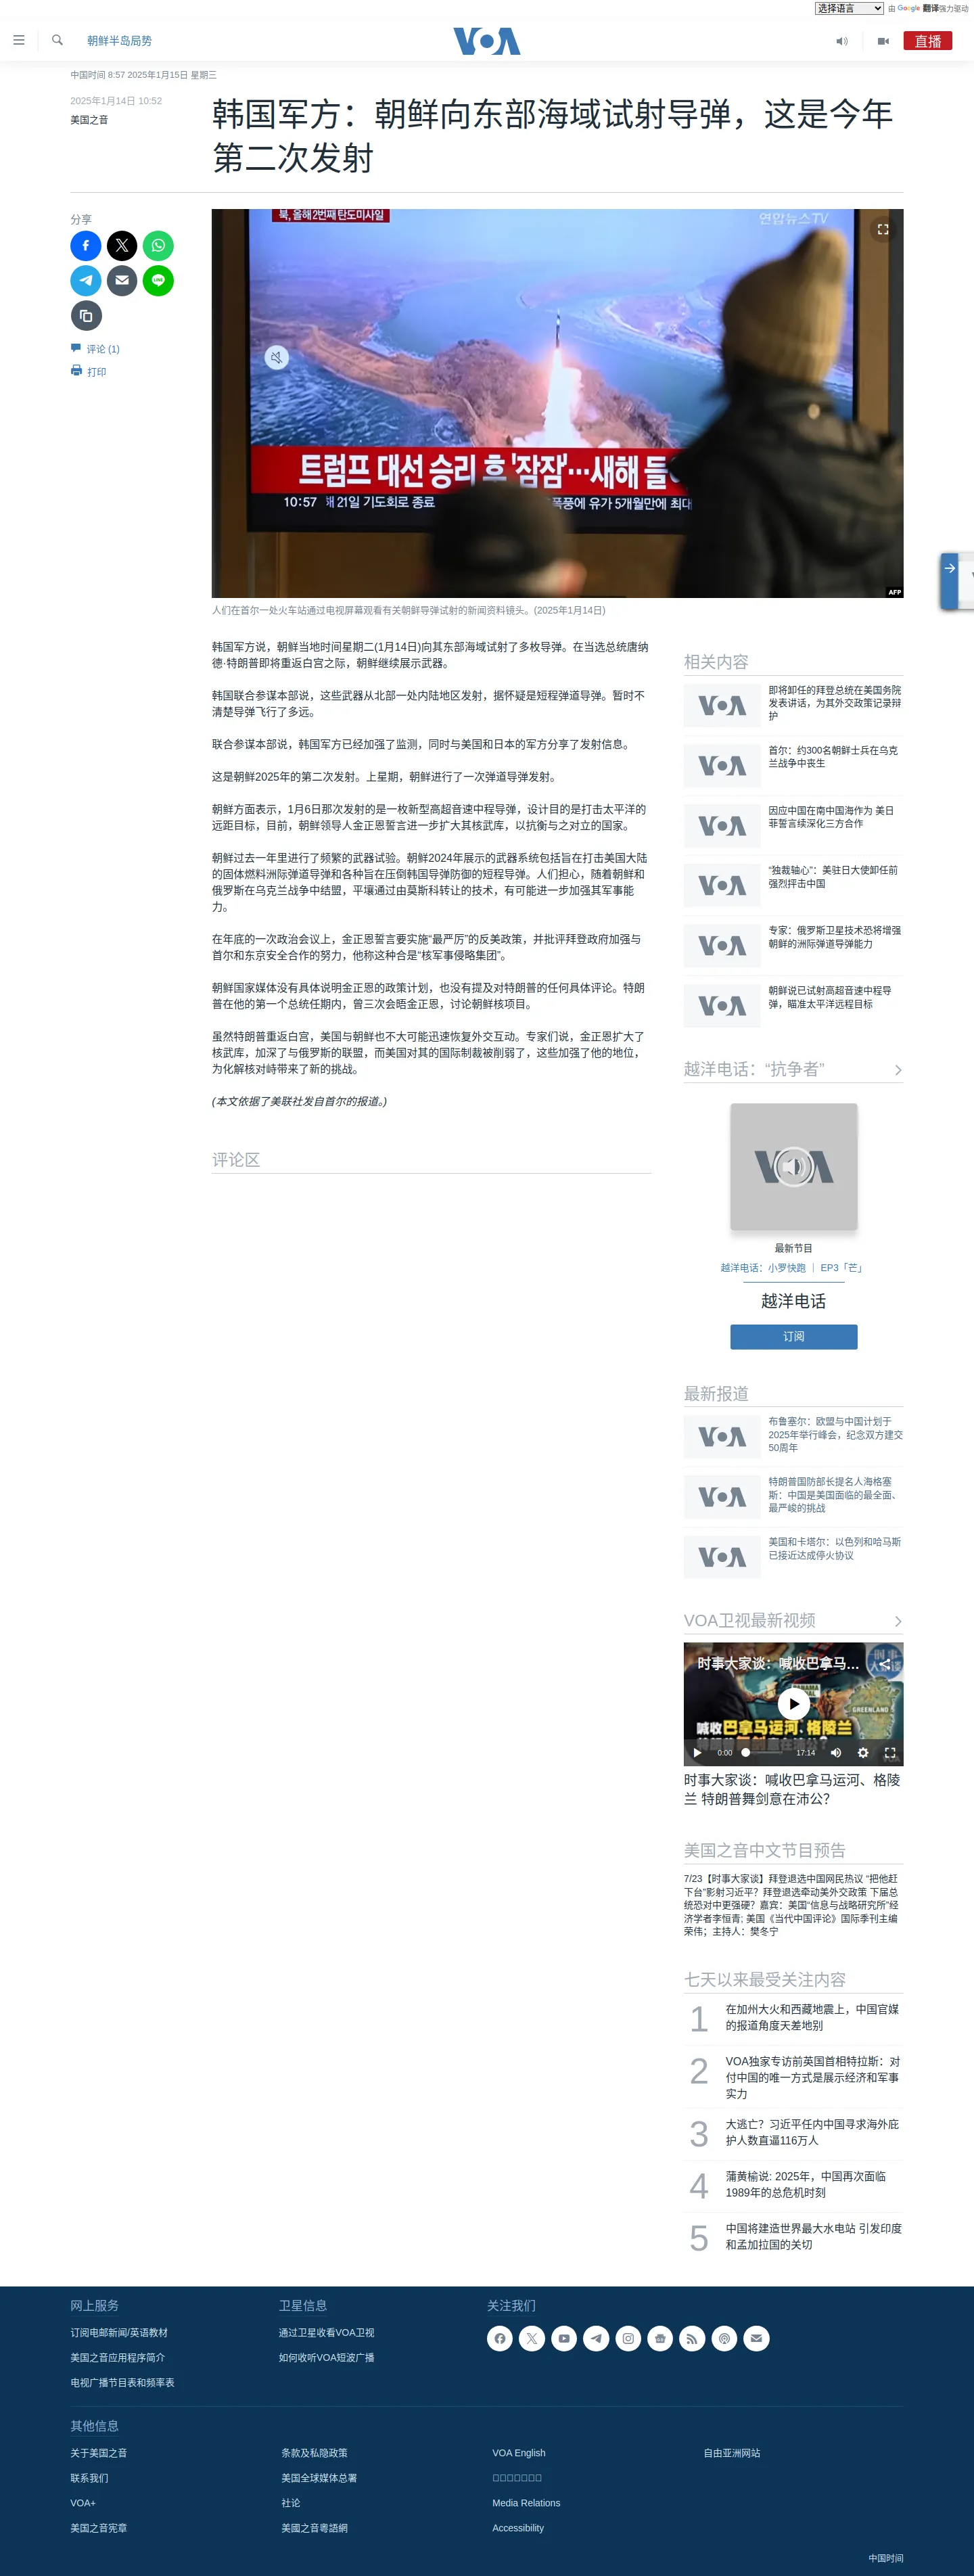 选择语言 由 Google 翻译强力驱动
朝鲜半岛局势
VOA
直播
中国时间 8:57 2025年1月15日 星期三
2025年1月14日 10:52
美国之音
韩国军方：朝鲜向东部海域试射导弹，这是今年
第二次发射
分享
评论 (1)
打印
북, 올해 2번째 탄도미사일
연합뉴스TV
트럼프 대선 승리 후 '잠잠'…새해 들
10:57 해 21일 기도회로 종료
폭풍에 유가 5개월만에 최대
AFP
人们在首尔一处火车站通过电视屏幕观看有关朝鲜导弹试射的新闻资料镜头。(2025年1月14日)
韩国军方说，朝鲜当地时间星期二(1月14日)向其东部海域试射了多枚导弹。在当选总统唐纳
德·特朗普即将重返白宫之际，朝鲜继续展示武器。
韩国联合参谋本部说，这些武器从北部一处内陆地区发射，据怀疑是短程弹道导弹。暂时不
清楚导弹飞行了多远。
联合参谋本部说，韩国军方已经加强了监测，同时与美国和日本的军方分享了发射信息。
这是朝鲜2025年的第二次发射。上星期，朝鲜进行了一次弹道导弹发射。
朝鲜方面表示，1月6日那次发射的是一枚新型高超音速中程导弹，设计目的是打击太平洋的
远距目标，目前，朝鲜领导人金正恩誓言进一步扩大其核武库，以抗衡与之对立的国家。
朝鲜过去一年里进行了频繁的武器试验。朝鲜2024年展示的武器系统包括旨在打击美国大陆
的固体燃料洲际弹道导弹和各种旨在压倒韩国导弹防御的短程导弹。人们担心，随着朝鲜和
俄罗斯在乌克兰战争中结盟，平壤通过由莫斯科转让的技术，有可能进一步加强其军事能
力。
在年底的一次政治会议上，金正恩誓言要实施“最严厉”的反美政策，并批评拜登政府加强与
首尔和东京安全合作的努力，他称这种合是“核军事侵略集团”。
朝鲜国家媒体没有具体说明金正恩的政策计划，也没有提及对特朗普的任何具体评论。特朗
普在他的第一个总统任期内，曾三次会晤金正恩，讨论朝鲜核项目。
虽然特朗普重返白宫，美国与朝鲜也不大可能迅速恢复外交互动。专家们说，金正恩扩大了
核武库，加深了与俄罗斯的联盟，而美国对其的国际制裁被削弱了，这些加强了他的地位，
为化解核对峙带来了新的挑战。
(本文依据了美联社发自首尔的报道。)
评论区
相关内容
VOA
即将卸任的拜登总统在美国务院
发表讲话，为其外交政策记录辩
护
VOA
首尔：约300名朝鲜士兵在乌克
兰战争中丧生
VOA
因应中国在南中国海作为 美日
菲誓言续深化三方合作
VOA
“独裁轴心”：美驻日大使卸任前
强烈抨击中国
VOA
专家：俄罗斯卫星技术恐将增强
朝鲜的洲际弹道导弹能力
VOA
朝鲜说已试射高超音速中程导
弹，瞄准太平洋远程目标
越洋电话：“抗争者”
VOA
最新节目
越洋电话：小罗快跑 ｜ EP3「芒」
越洋电话
订阅
最新报道
VOA
布鲁塞尔：欧盟与中国计划于
2025年举行峰会，纪念双方建交
50周年
VOA
特朗普国防部长提名人海格塞
斯：中国是美国面临的最全面、
最严峻的挑战
VOA
美国和卡塔尔：以色列和哈马斯
已接近达成停火协议
VOA卫视最新视频
时事大家谈：喊收巴拿马...
GREENLAND
喊收巴拿马运河、格陵兰
0:00 17:14
时事大家谈：喊收巴拿马运河、格陵
兰 特朗普舞剑意在沛公？
美国之音中文节目预告
7/23【时事大家谈】拜登退选中国网民热议 “把他赶
下台”影射习近平？拜登退选牵动美外交政策 下届总
统恐对中更强硬？嘉宾：美国“信息与战略研究所”经
济学者李恒青; 美国《当代中国评论》国际季刊主编
荣伟；主持人：樊冬宁
七天以来最受关注内容
1 在加州大火和西藏地震上，中国官媒
的报道角度天差地别
2 VOA独家专访前英国首相特拉斯：对
付中国的唯一方式是展示经济和军事
实力
3 大逃亡？习近平任内中国寻求海外庇
护人数直逼116万人
4 蒲黄榆说: 2025年，中国再次面临
1989年的总危机时刻
5 中国将建造世界最大水电站 引发印度
和孟加拉国的关切
网上服务
订阅电邮新闻/英语教材
美国之音应用程序简介
电视广播节目表和频率表
卫星信息
通过卫星收看VOA卫视
如何收听VOA短波广播
关注我们
其他信息
关于美国之音
联系我们
VOA+
美国之音宪章
条款及私隐政策
美国全球媒体总署
社论
美國之音粵語網
VOA English
Media Relations
Accessibility
自由亚洲网站
中国时间